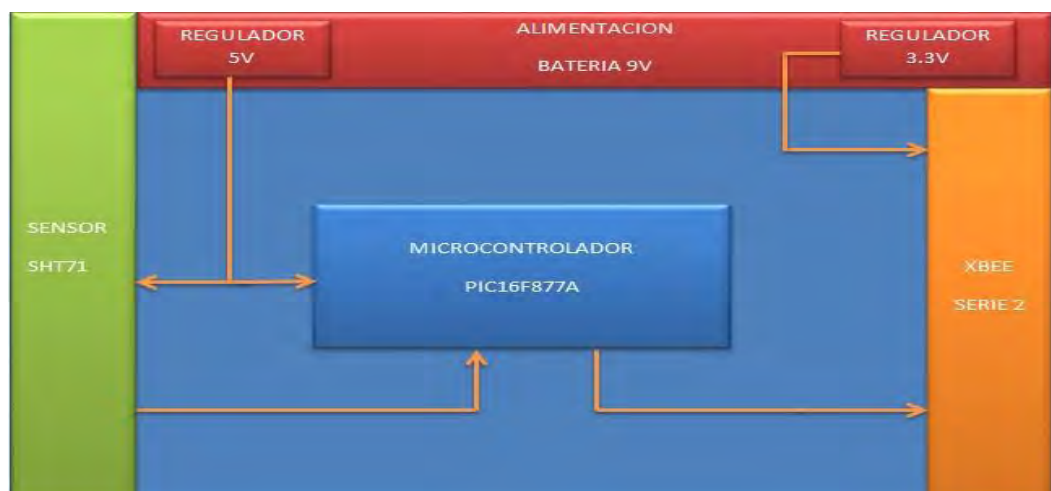 REGULADOR
5V
ALIMENTACION
BATERIA 9V
REGULADOR
3.3V
SENSOR
SHT71
MICROCONTROLADOR
PIC16F877A
XBEE
SERIE 2